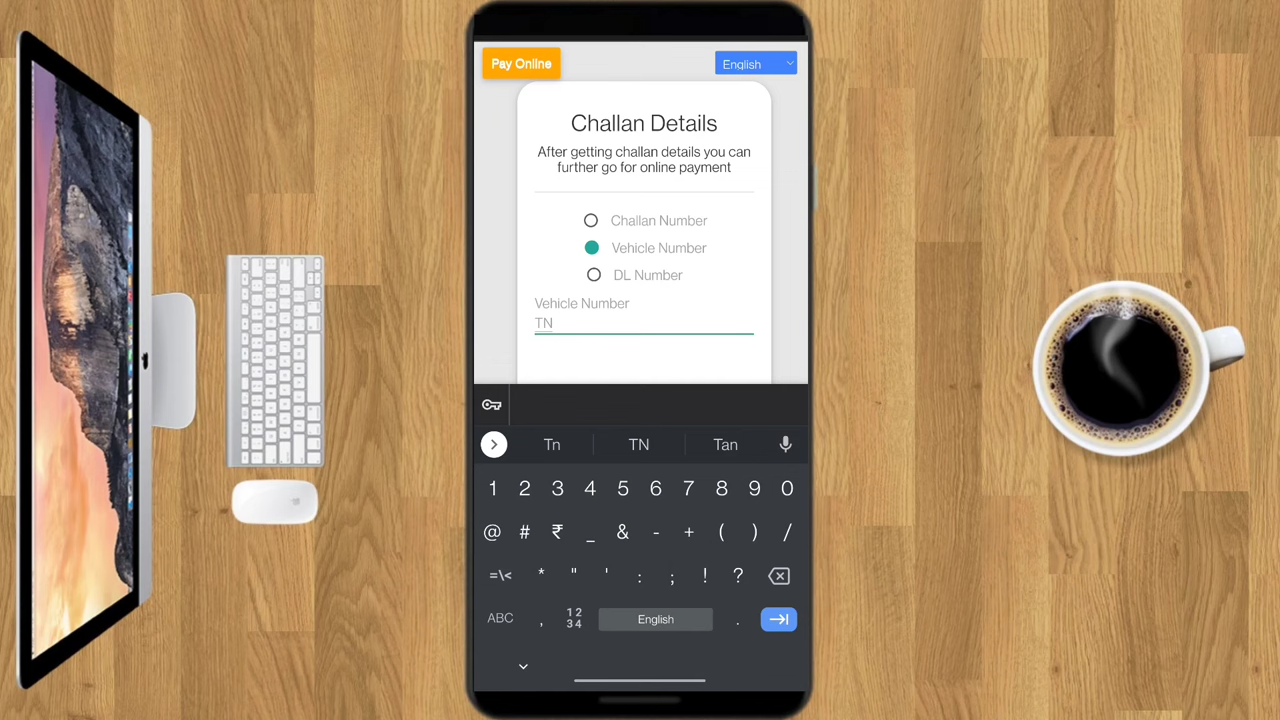 Pay Online
English
Challan Details
After getting challan details you can
further go for online payment
Challan Number
Vehicle Number
DL Number
Vehicle Number
TN
Tn TN Tan
1 2 3 4 5 6 7 8 9 0
@ # ₹ _ & - + ( ) /
=\< * " ' : ; ! ?
ABC , 12 34 English .